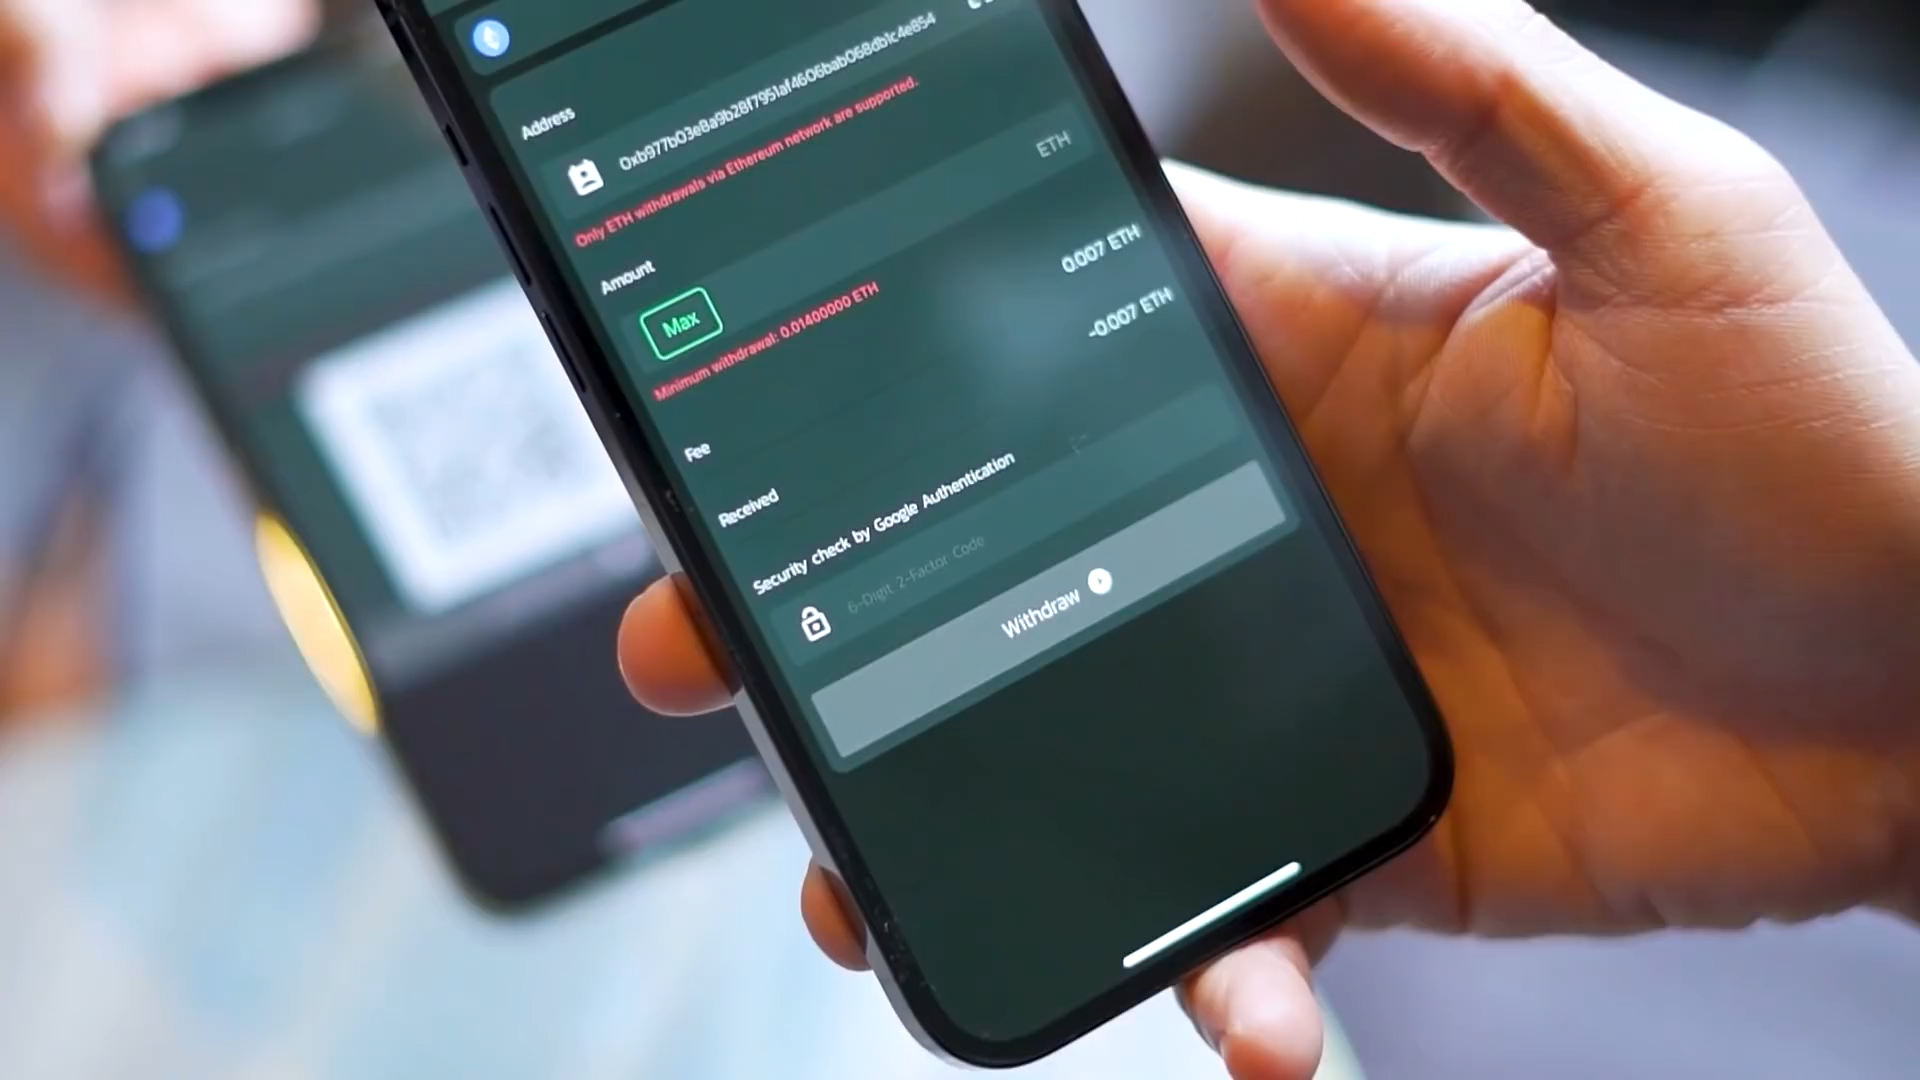 Address
0xb977b03e8a9b28f7951af4606bab068db1c4e854
Only ETH withdrawals via Ethereum network are supported.
Amount
Max
ETH
Minimum withdrawal: 0.01400000 ETH
Fee
0.007 ETH
Received
-0.007 ETH
Security check by Google Authentication
6-Digit 2-Factor Code
Withdraw